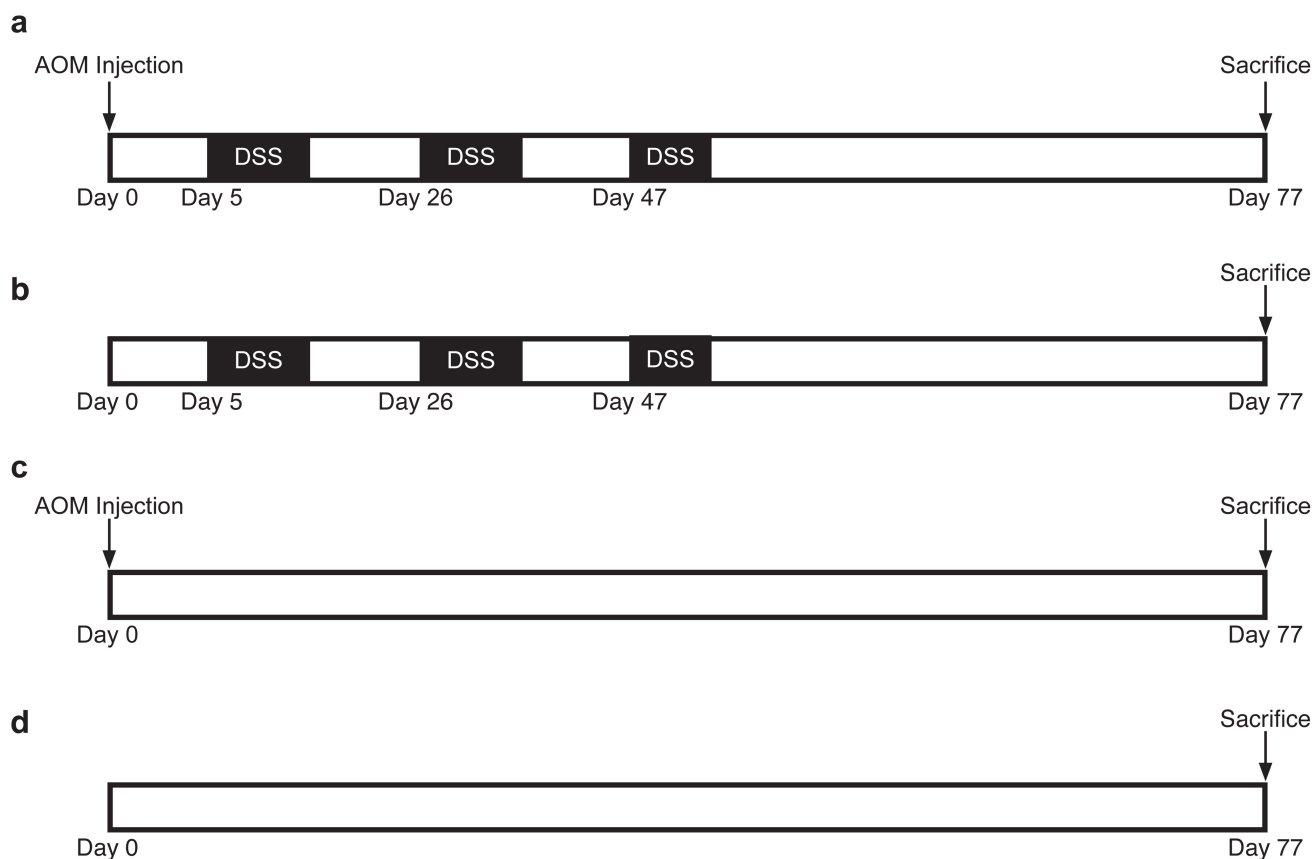 a
AOM Injection Sacrifice
DSS DSS DSS
Day 0 Day 5 Day 26 Day 47 Day 77
b
Sacrifice
DSS DSS DSS
Day 0 Day 5 Day 26 Day 47 Day 77
c
AOM Injection Sacrifice
Day 0 Day 77
d
Sacrifice
Day 0 Day 77